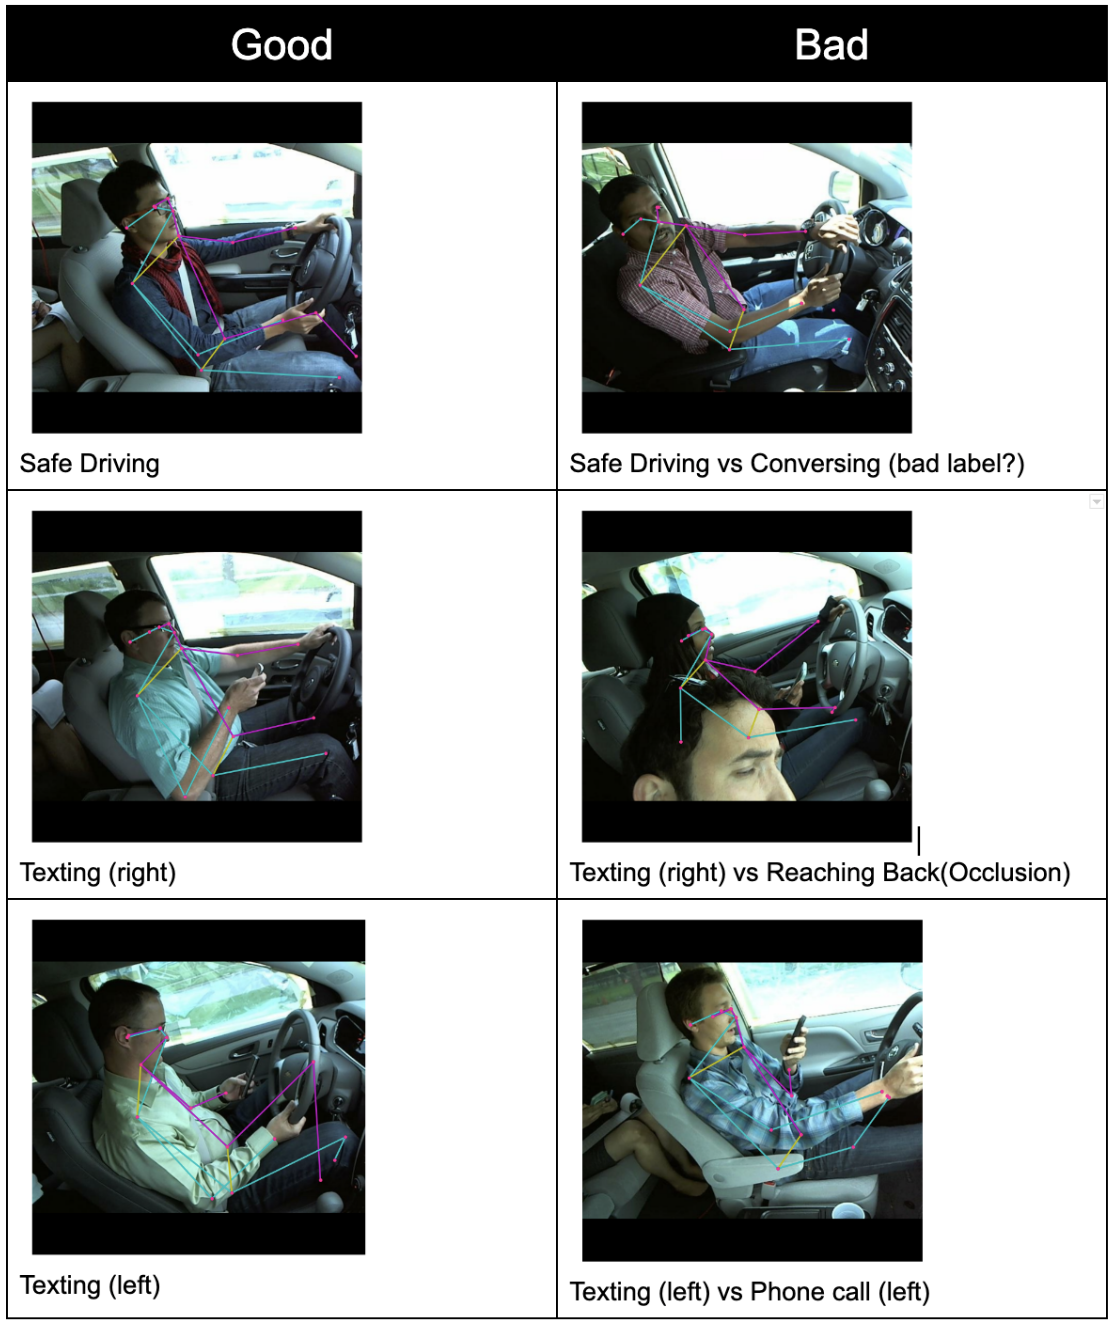 Good
Bad
Safe Driving
Safe Driving vs Conversing (bad label?)
Texting (right)
Texting (right) vs Reaching Back(Occlusion)
Texting (left)
Texting (left) vs Phone call (left)